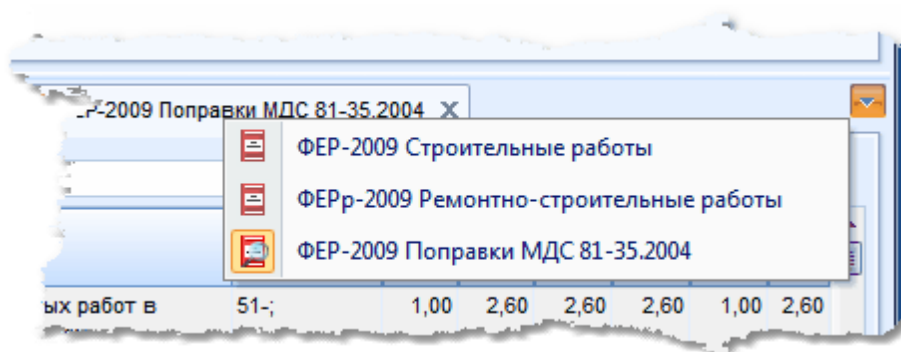 ЕР-2009 Поправки МДС 81-35.2004 X
ФЕР-2009 Строительные работы
ФЕРр-2009 Ремонтно-строительные работы
ФЕР-2009 Поправки МДС 81-35.2004
ых работ в 51-; 1,00 2,60 2,60 2,60 1,00 2,60